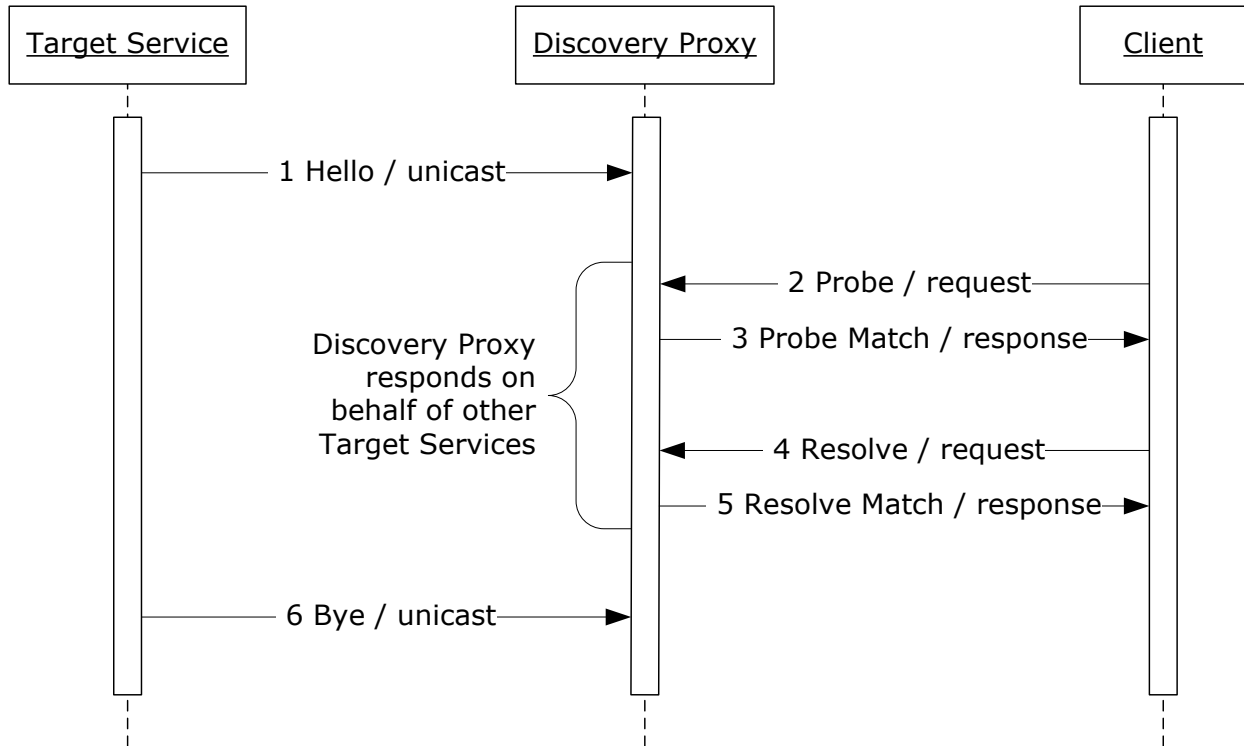 Target Service
Discovery Proxy
Client
1 Hello / unicast
2 Probe / request
3 Probe Match / response
Discovery Proxy
responds on
behalf of other
Target Services
4 Resolve / request
5 Resolve Match / response
6 Bye / unicast